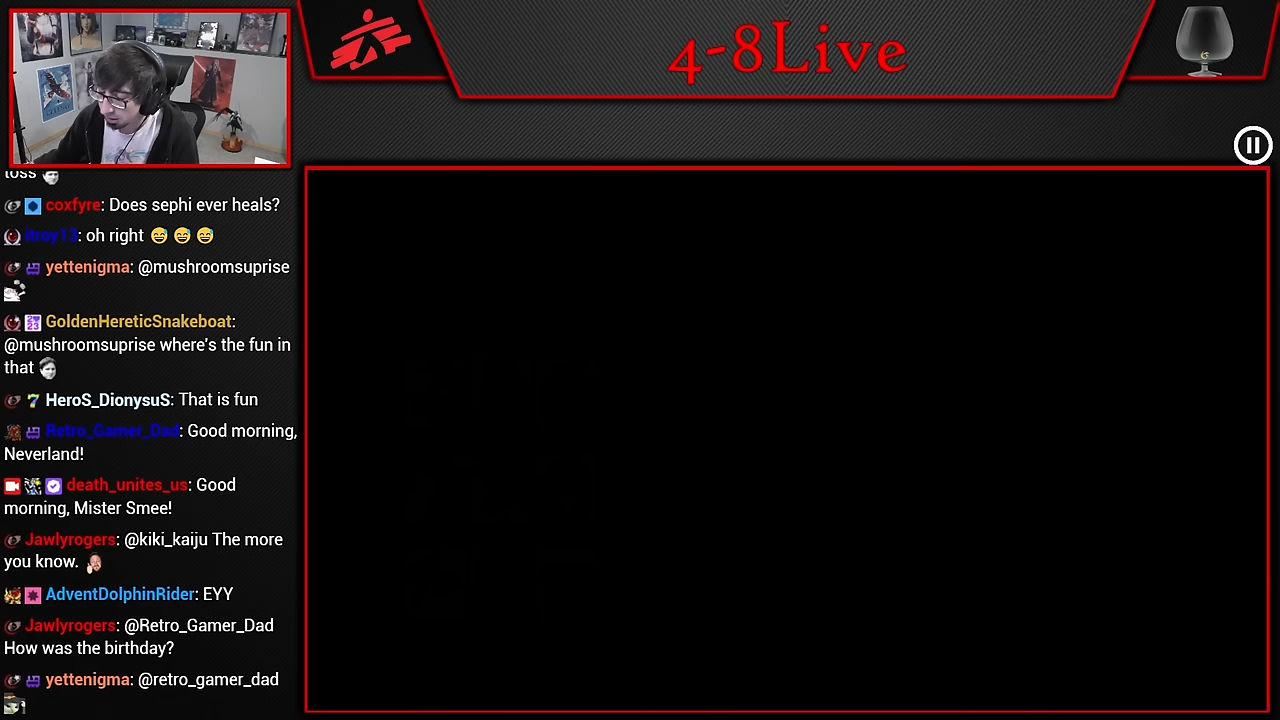 4-8Live
toss
coxfyre: Does sephi ever heals?
itroy13: oh right
yettenigma: @mushroomsuprise
GoldenHereticSnakeboat:
@mushroomsuprise where's the fun in
that
HeroS_DionysuS: That is fun
Retro_Gamer_Dad: Good morning,
Neverland!
death_unites_us: Good
morning, Mister Smee!
Jawlyrogers: @kiki_kaiju The more
you know.
AdventDolphinRider: EYY
Jawlyrogers: @Retro_Gamer_Dad
How was the birthday?
yettenigma: @retro_gamer_dad